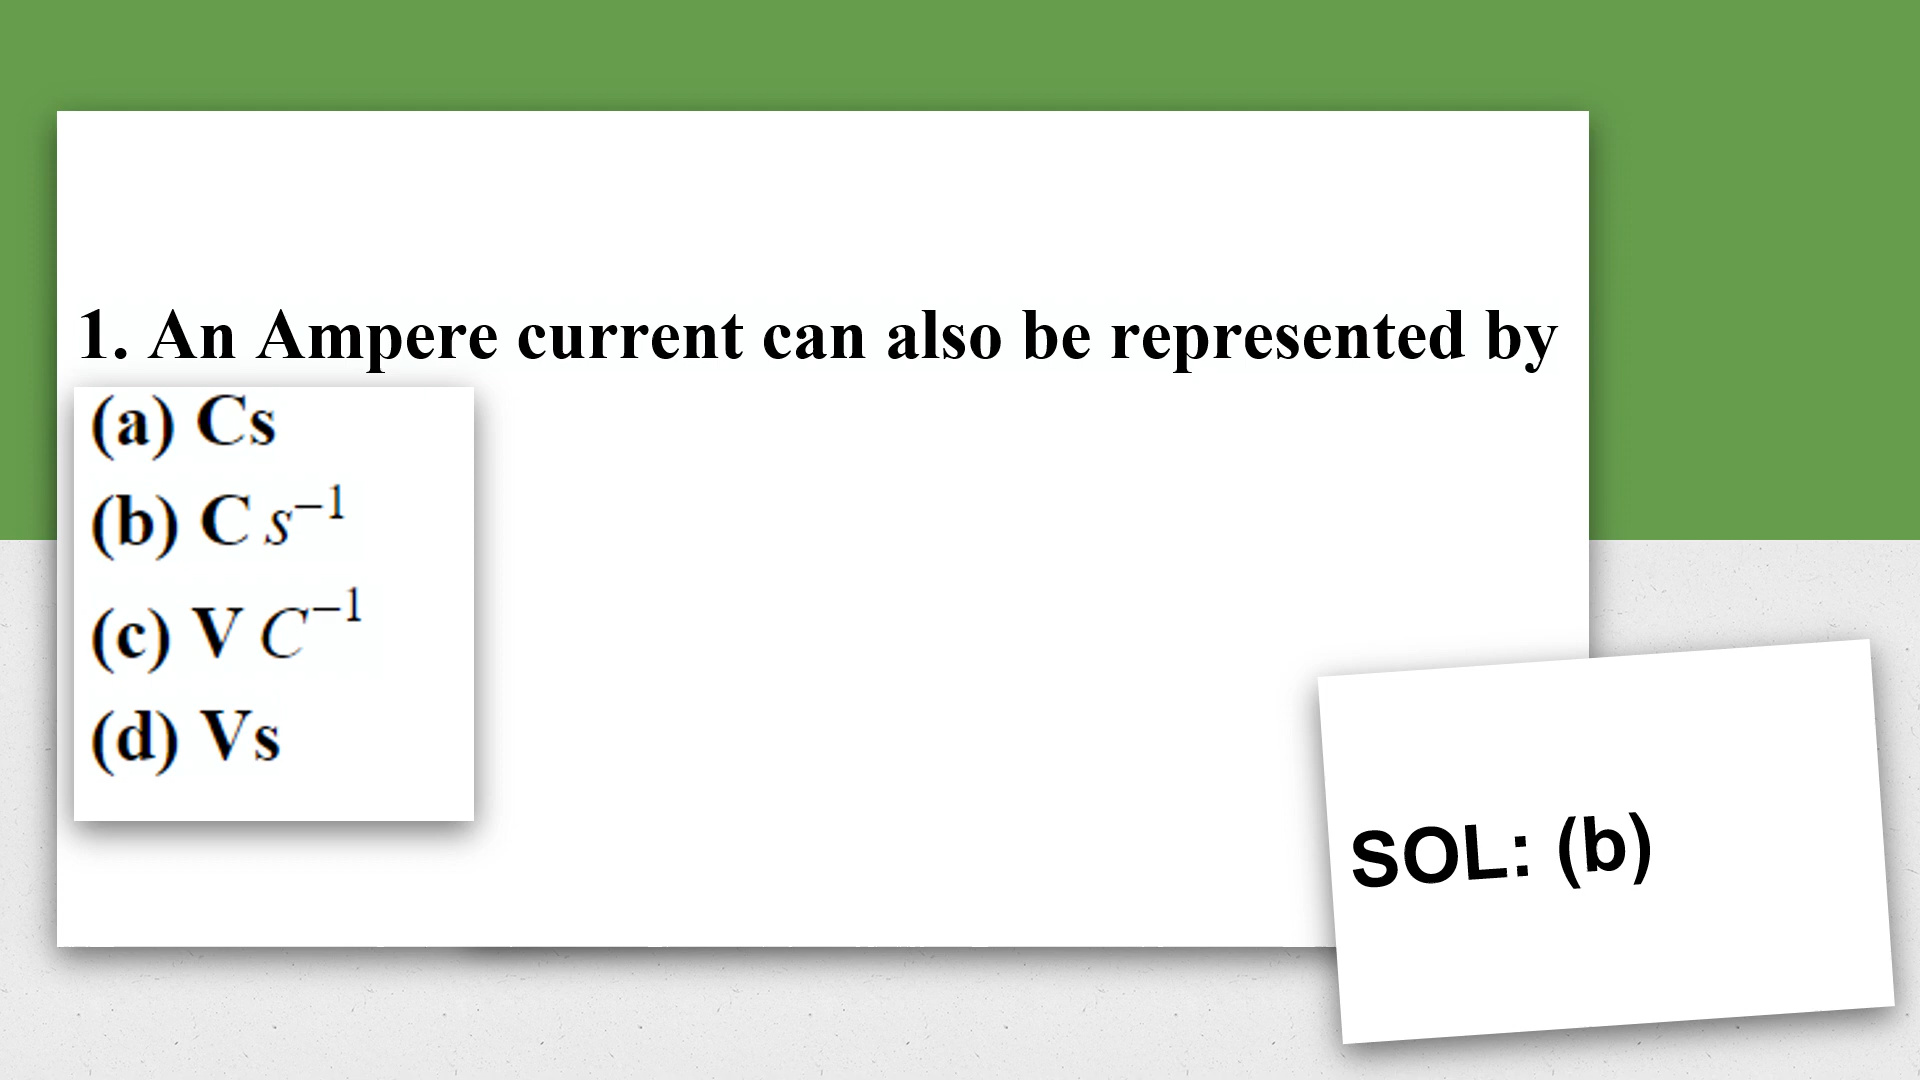 1. An Ampere current can also be represented by
(a) Cs
(b) C s⁻¹
(c) V C⁻¹
(d) Vs
SOL: (b)